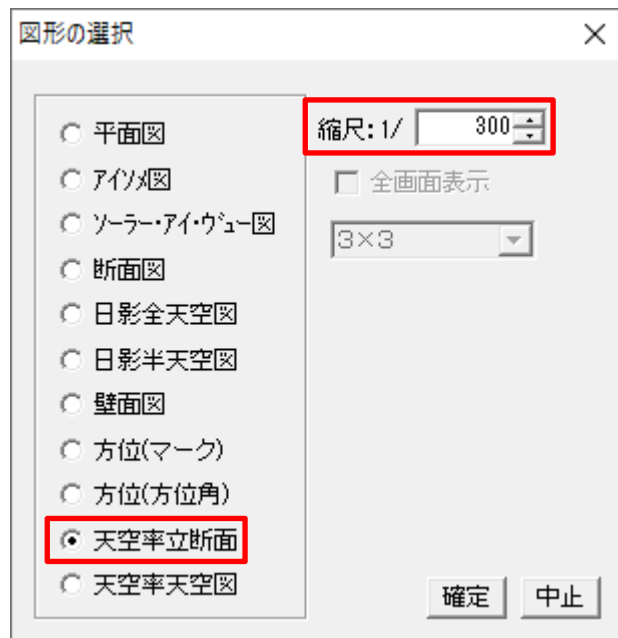 図形の選択
平面図
アイソメ図
ソーラー・アイ・ヴュー図
断面図
日影全天空図
日影半天空図
壁面図
方位(マーク)
方位(方位角)
天空率立断面
天空率天空図
縮尺:1/ 300
全画面表示
3×3
確定 中止